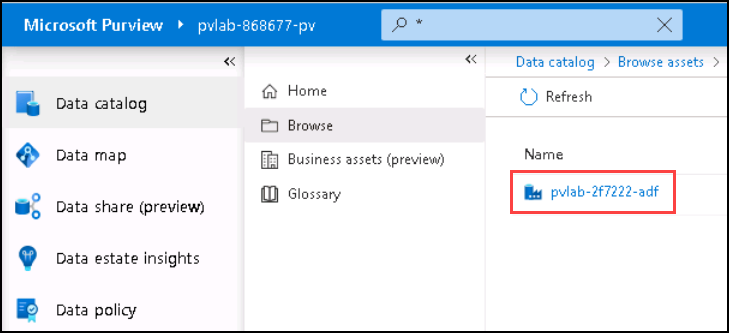 Microsoft Purview pvlab-868677-pv *
Data catalog
Data map
Data share (preview)
Data estate insights
Data policy
Home
Browse
Business assets (preview)
Glossary
Data catalog > Browse assets >
Refresh
Name
pvlab-2f7222-adf